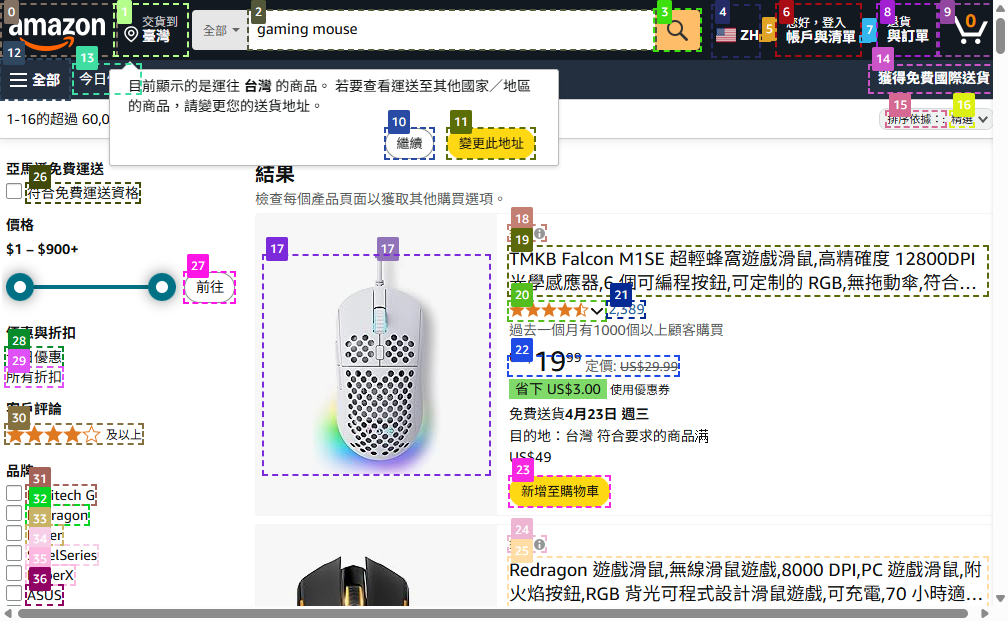 amazon
交貨到
臺灣
全部
gaming mouse
ZH
您好，登入
帳戶與清單
退貨
與訂單
0
全部
今日
獲得免費國際送貨
目前顯示的是運往 台灣 的商品。 若要查看運送至其他國家／地區
的商品，請變更您的送貨地址。
繼續
變更此地址
1-16的超過 60,0
排序依據：
精選
亞馬遜免費運送
符合免費運送資格
價格
$1 – $900+
前往
優惠與折扣
優惠
所有折扣
客戶評論
及以上
品牌
itech G
ragon
er
elSeries
erX
ASUS
結果
檢查每個產品頁面以獲取其他購買選項。
TMKB Falcon M1SE 超輕蜂窩遊戲滑鼠,高精確度 12800DPI
光學感應器,6 個可編程按鈕,可定制的 RGB,無拖動傘,符合…
2,389
過去一個月有1000個以上顧客購買
19 99 定價: US$29.99
省下 US$3.00 使用優惠券
免費送貨4月23日 週三
目的地：台灣 符合要求的商品满
US$49
新增至購物車
Redragon 遊戲滑鼠,無線滑鼠遊戲,8000 DPI,PC 遊戲滑鼠,附
火焰按鈕,RGB 背光可程式設計滑鼠遊戲,可充電,70 小時適…
0
1
2
3
4
5
6
7
8
9
10
11
12
13
14
15
16
17
17
18
19
20
21
22
23
24
25
26
27
28
29
30
31
32
33
34
35
36